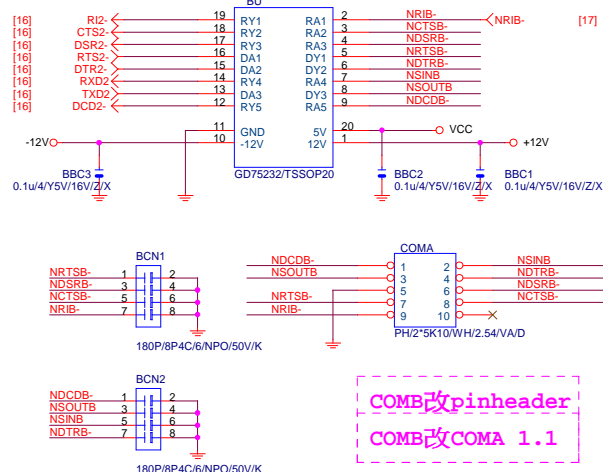 BU
[16] RI2- 19 RY1 RA1 2 NRIB- NRIB- [17]
[16] CTS2- 18 RY2 RA2 3 NCTSB-
[16] DSR2- 17 RY3 RA3 4 NDSRB-
[16] RTS2- 16 DA1 DY1 5 NRTSB-
[16] DTR2- 15 DA2 DY2 6 NDTRB-
[16] RXD2 14 RY4 RA4 7 NSINB
[16] TXD2 13 DA3 DY3 8 NSOUTB
[16] DCD2- 12 RY5 RA5 9 NDCDB-
11 GND 5V 20 VCC
-12V 10 -12V 12V 1 +12V
GD75232/TSSOP20
BBC3
0.1u/4/Y5V/16V/Z/X
BBC2
0.1u/4/Y5V/16V/Z/X
BBC1
0.1u/4/Y5V/16V/Z/X
BCN1
NRTSB- 1 2
NDSRB- 3 4
NCTSB- 5 6
NRIB- 7 8
180P/8P4C/6/NPO/50V/K
COMA
NDCDB- 1 2 NSINB
NSOUTB 3 4 NDTRB-
5 6 NDSRB-
NRTSB- 7 8 NCTSB-
NRIB- 9 10
PH/2*5K10/WH/2.54/VA/D
BCN2
NDCDB- 1 2
NSOUTB 3 4
NSINB 5 6
NDTRB- 7 8
180P/8P4C/6/NPO/50V/K
COMB改pinheader
COMB改COMA 1.1